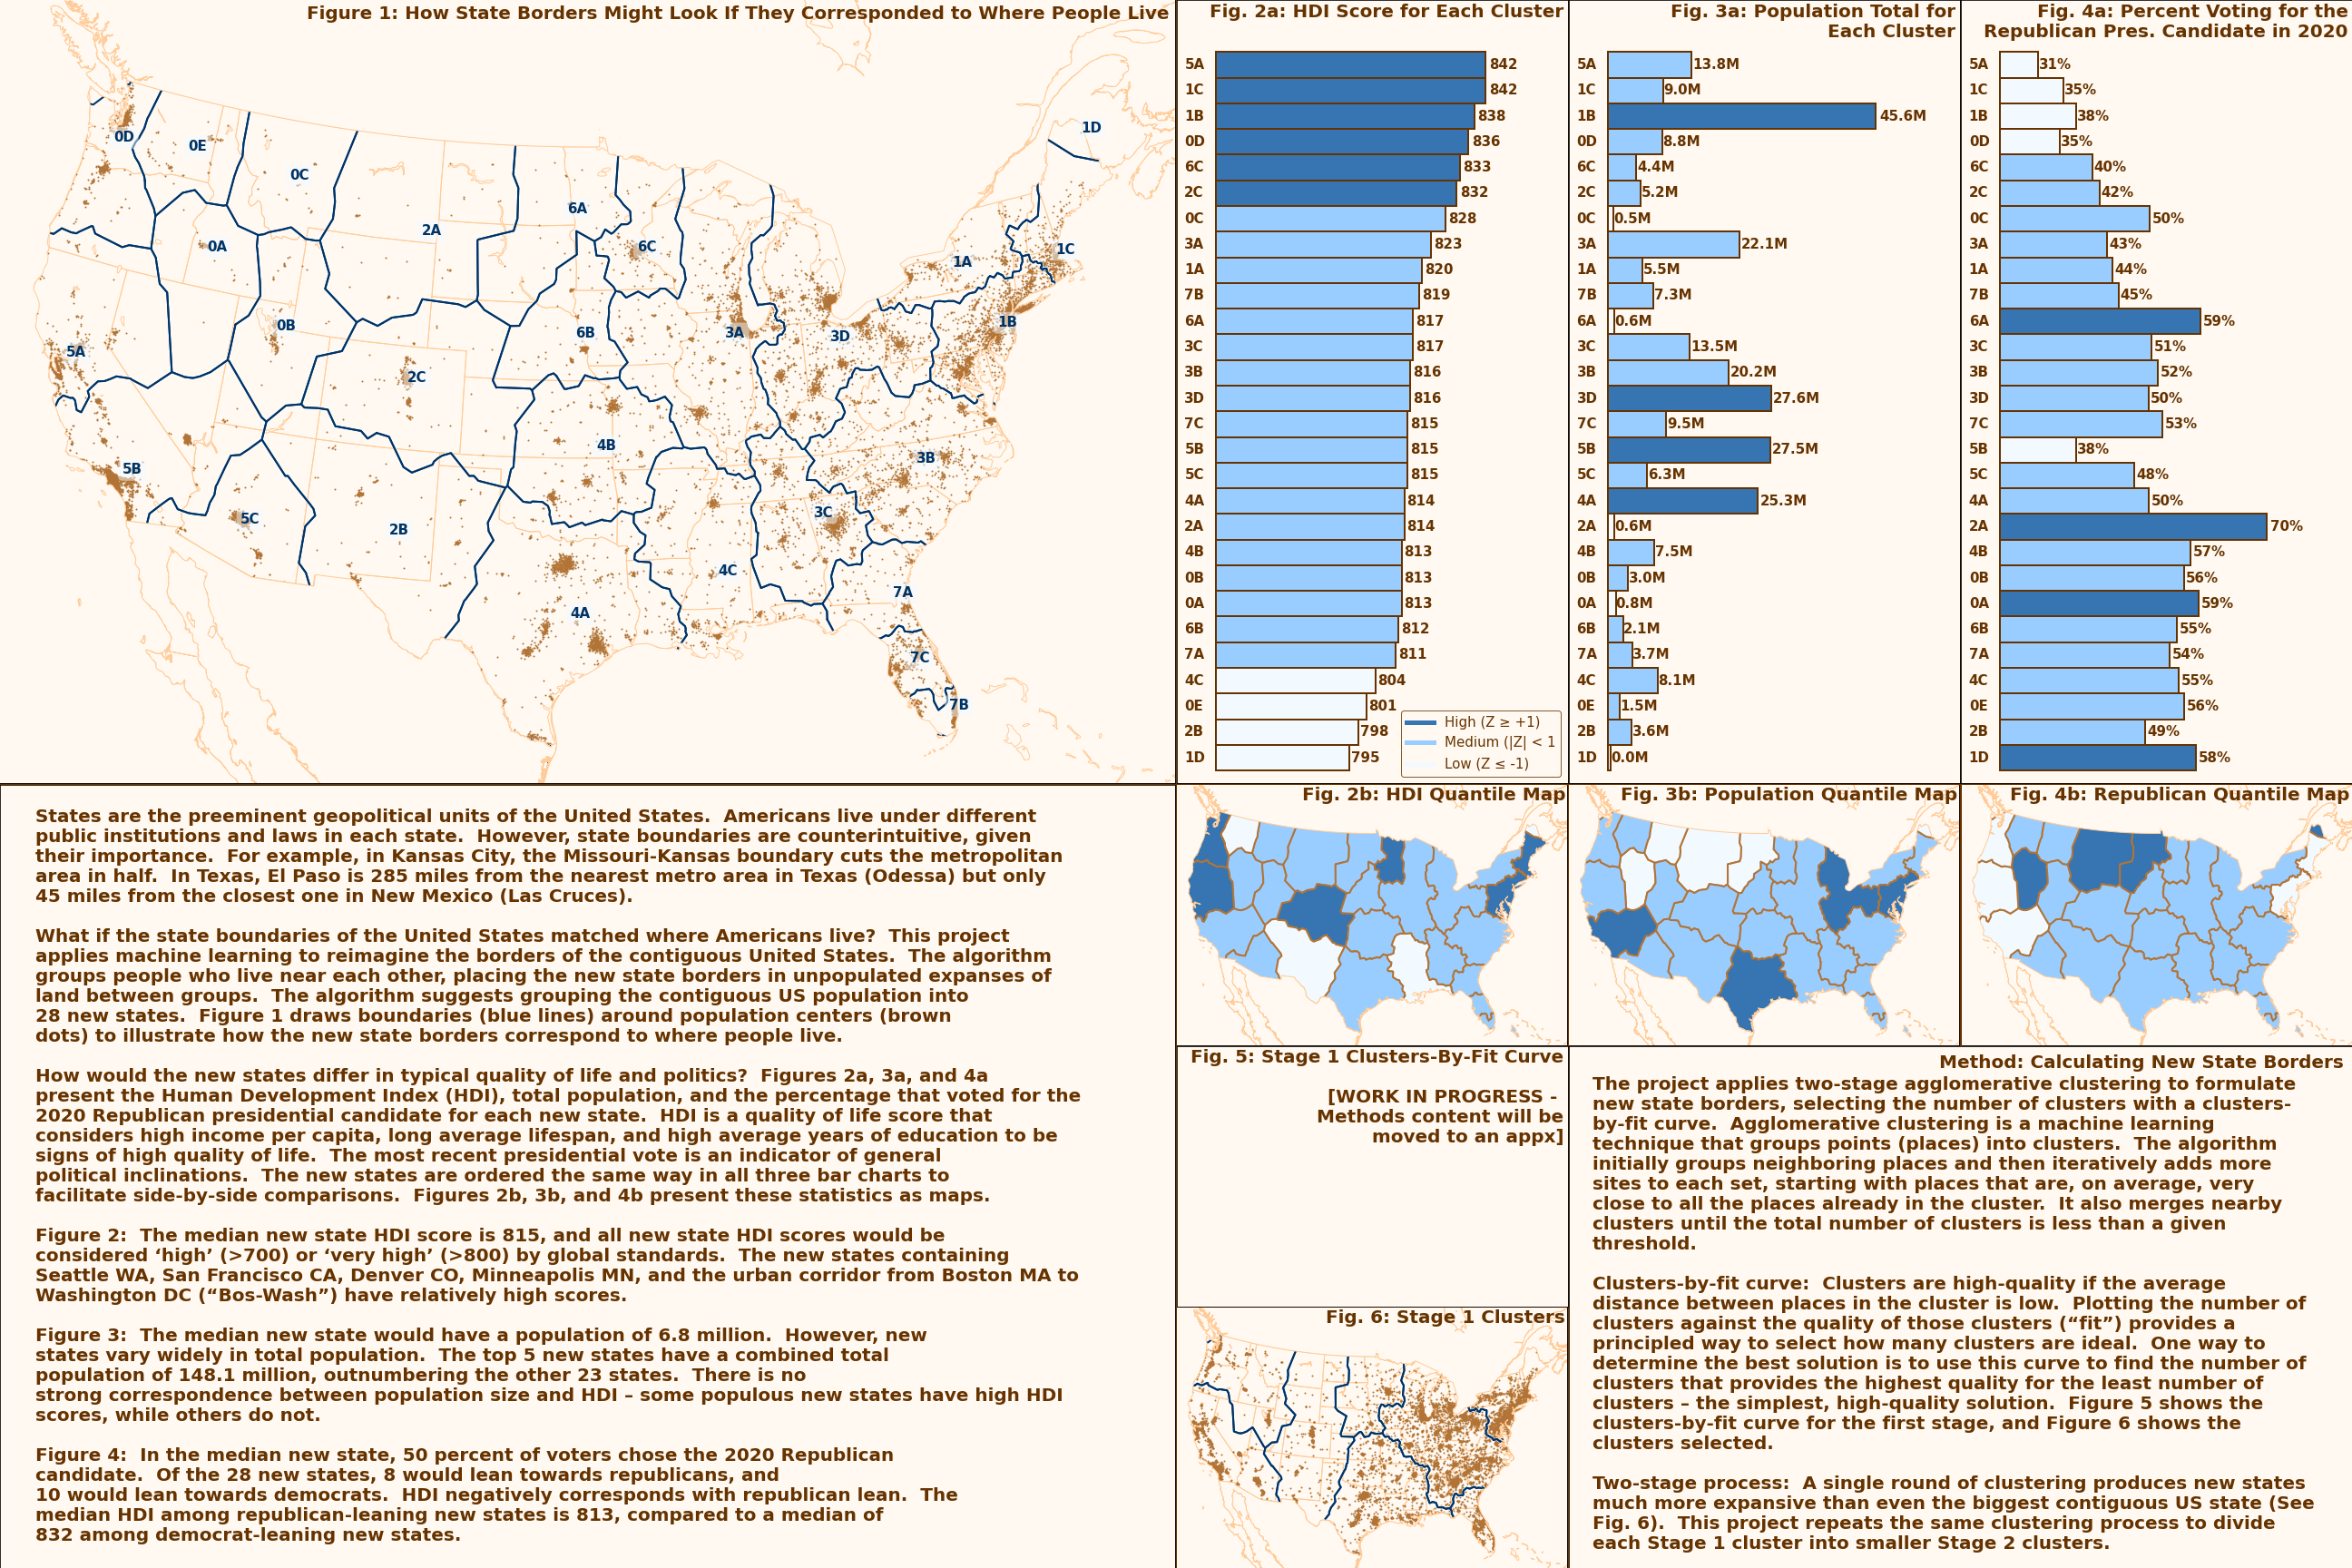 Figure 1: How State Borders Might Look If They Corresponded to Where People Live
1D
0D
0E
0C
6A
2A
0A
6C
1C
1A
0B
6B
3A
3D
1B
5A
2C
4B
3B
5B
5C
2B
3C
4C
7A
4A
7C
7B
Fig. 2a: HDI Score for Each Cluster
5A 842
1C 842
1B 838
0D 836
6C 833
2C 832
0C 828
3A 823
1A 820
7B 819
6A 817
3C 817
3B 816
3D 816
7C 815
5B 815
5C 815
4A 814
2A 814
4B 813
0B 813
0A 813
6B 812
7A 811
4C 804
0E 801
2B 798
1D 795
High (Z ≥ +1)
Medium (|Z| < 1
Low (Z ≤ -1)
Fig. 3a: Population Total for
Each Cluster
5A 13.8M
1C 9.0M
1B 45.6M
0D 8.8M
6C 4.4M
2C 5.2M
0C 0.5M
3A 22.1M
1A 5.5M
7B 7.3M
6A 0.6M
3C 13.5M
3B 20.2M
3D 27.6M
7C 9.5M
5B 27.5M
5C 6.3M
4A 25.3M
2A 0.6M
4B 7.5M
0B 3.0M
0A 0.8M
6B 2.1M
7A 3.7M
4C 8.1M
0E 1.5M
2B 3.6M
1D 0.0M
Fig. 4a: Percent Voting for the
Republican Pres. Candidate in 2020
5A 31%
1C 35%
1B 38%
0D 35%
6C 40%
2C 42%
0C 50%
3A 43%
1A 44%
7B 45%
6A 59%
3C 51%
3B 52%
3D 50%
7C 53%
5B 38%
5C 48%
4A 50%
2A 70%
4B 57%
0B 56%
0A 59%
6B 55%
7A 54%
4C 55%
0E 56%
2B 49%
1D 58%
States are the preeminent geopolitical units of the United States.  Americans live under different
public institutions and laws in each state.  However, state boundaries are counterintuitive, given
their importance.  For example, in Kansas City, the Missouri-Kansas boundary cuts the metropolitan
area in half.  In Texas, El Paso is 285 miles from the nearest metro area in Texas (Odessa) but only
45 miles from the closest one in New Mexico (Las Cruces).
What if the state boundaries of the United States matched where Americans live?  This project
applies machine learning to reimagine the borders of the contiguous United States.  The algorithm
groups people who live near each other, placing the new state borders in unpopulated expanses of
land between groups.  The algorithm suggests grouping the contiguous US population into
28 new states.  Figure 1 draws boundaries (blue lines) around population centers (brown
dots) to illustrate how the new state borders correspond to where people live.
How would the new states differ in typical quality of life and politics?  Figures 2a, 3a, and 4a
present the Human Development Index (HDI), total population, and the percentage that voted for the
2020 Republican presidential candidate for each new state.  HDI is a quality of life score that
considers high income per capita, long average lifespan, and high average years of education to be
signs of high quality of life.  The most recent presidential vote is an indicator of general
political inclinations.  The new states are ordered the same way in all three bar charts to
facilitate side-by-side comparisons.  Figures 2b, 3b, and 4b present these statistics as maps.
Figure 2:  The median new state HDI score is 815, and all new state HDI scores would be
considered ‘high’ (>700) or ‘very high’ (>800) by global standards.  The new states containing
Seattle WA, San Francisco CA, Denver CO, Minneapolis MN, and the urban corridor from Boston MA to
Washington DC (“Bos-Wash”) have relatively high scores.
Figure 3:  The median new state would have a population of 6.8 million.  However, new
states vary widely in total population.  The top 5 new states have a combined total
population of 148.1 million, outnumbering the other 23 states.  There is no
strong correspondence between population size and HDI – some populous new states have high HDI
scores, while others do not.
Figure 4:  In the median new state, 50 percent of voters chose the 2020 Republican
candidate.  Of the 28 new states, 8 would lean towards republicans, and
10 would lean towards democrats.  HDI negatively corresponds with republican lean.  The
median HDI among republican-leaning new states is 813, compared to a median of
832 among democrat-leaning new states.
Fig. 2b: HDI Quantile Map
Fig. 3b: Population Quantile Map
Fig. 4b: Republican Quantile Map
Fig. 5: Stage 1 Clusters-By-Fit Curve
[WORK IN PROGRESS -
Methods content will be
moved to an appx]
Fig. 6: Stage 1 Clusters
Method: Calculating New State Borders
The project applies two-stage agglomerative clustering to formulate
new state borders, selecting the number of clusters with a clusters-
by-fit curve.  Agglomerative clustering is a machine learning
technique that groups points (places) into clusters.  The algorithm
initially groups neighboring places and then iteratively adds more
sites to each set, starting with places that are, on average, very
close to all the places already in the cluster.  It also merges nearby
clusters until the total number of clusters is less than a given
threshold.
Clusters-by-fit curve:  Clusters are high-quality if the average
distance between places in the cluster is low.  Plotting the number of
clusters against the quality of those clusters (“fit”) provides a
principled way to select how many clusters are ideal.  One way to
determine the best solution is to use this curve to find the number of
clusters that provides the highest quality for the least number of
clusters – the simplest, high-quality solution.  Figure 5 shows the
clusters-by-fit curve for the first stage, and Figure 6 shows the
clusters selected.
Two-stage process:  A single round of clustering produces new states
much more expansive than even the biggest contiguous US state (See
Fig. 6).  This project repeats the same clustering process to divide
each Stage 1 cluster into smaller Stage 2 clusters.